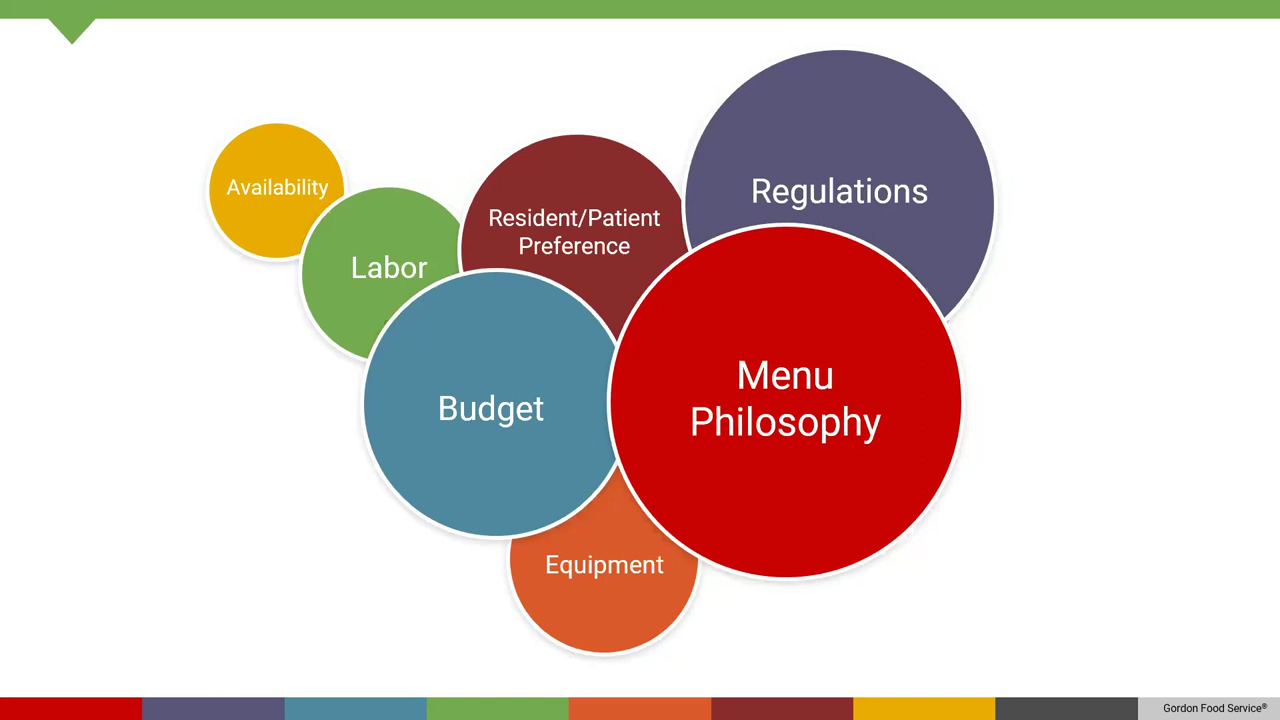 Availability
Labor
Resident/Patient
Preference
Regulations
Budget
Menu
Philosophy
Equipment
Gordon Food Service®